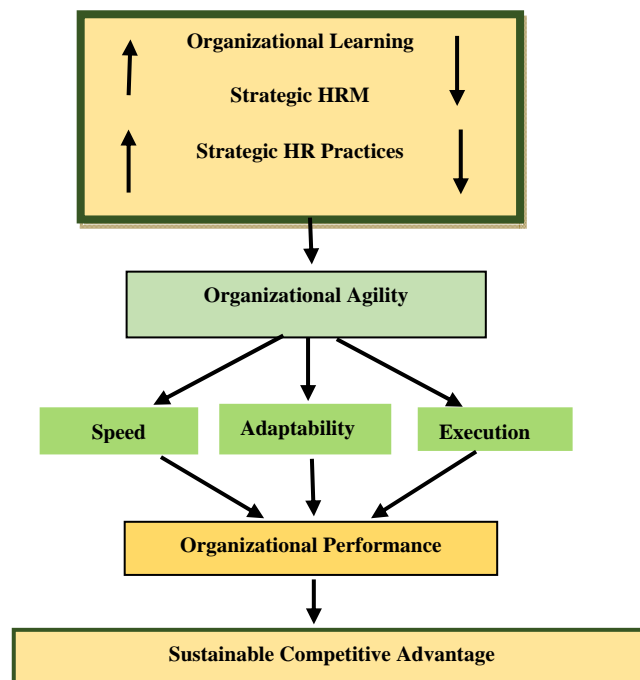 Organizational Learning
Strategic HRM
Strategic HR Practices
Organizational Agility
Speed
Adaptability
Execution
Organizational Performance
Sustainable Competitive Advantage